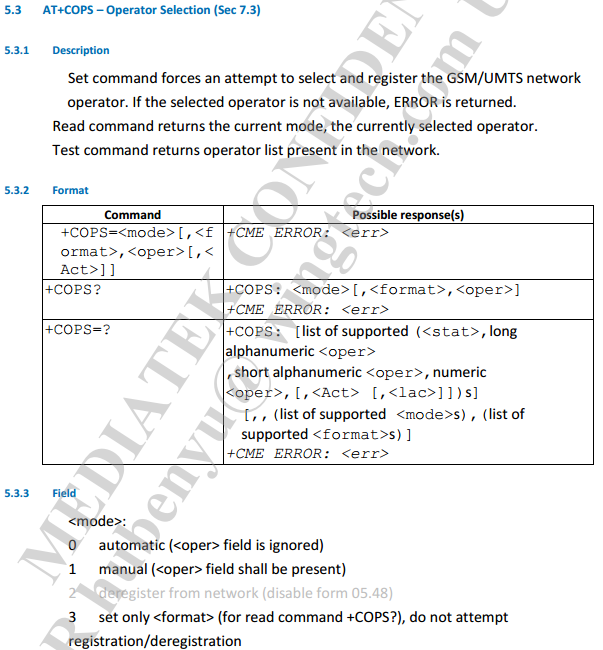 5.3 AT+COPS – Operator Selection (Sec 7.3)
5.3.1 Description
Set command forces an attempt to select and register the GSM/UMTS network
operator. If the selected operator is not available, ERROR is returned.
Read command returns the current mode, the currently selected operator.
Test command returns operator list present in the network.
5.3.2 Format
Command Possible response(s)
+COPS=<mode>[,<f +CME ERROR: <err>
ormat>,<oper>[,<
Act>]]
+COPS? +COPS: <mode>[,<format>,<oper>]
+CME ERROR: <err>
+COPS=? +COPS: [list of supported (<stat>,long
alphanumeric <oper>
,short alphanumeric <oper>,numeric
<oper>,[,<Act> [,<lac>]])s]
[,,(list of supported <mode>s),(list of
supported <format>s)]
+CME ERROR: <err>
5.3.3 Field
<mode>:
0 automatic (<oper> field is ignored)
1 manual (<oper> field shall be present)
2 deregister from network (disable form 05.48)
3 set only <format> (for read command +COPS?), do not attempt
registration/deregistration
MEDIATEK CONFIDEN
R hubenyu@wingtech.com U